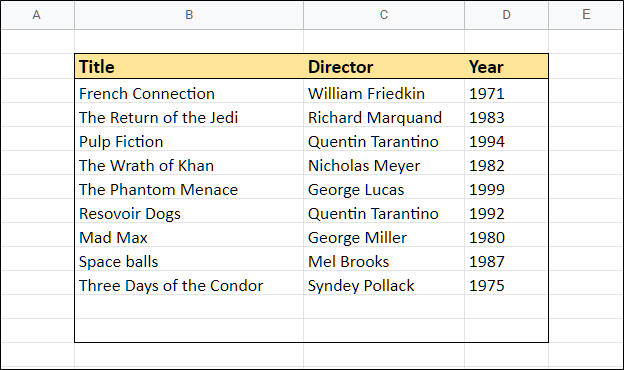 A B C D E
Title Director Year
French Connection William Friedkin 1971
The Return of the Jedi Richard Marquand 1983
Pulp Fiction Quentin Tarantino 1994
The Wrath of Khan Nicholas Meyer 1982
The Phantom Menace George Lucas 1999
Resovoir Dogs Quentin Tarantino 1992
Mad Max George Miller 1980
Space balls Mel Brooks 1987
Three Days of the Condor Syndey Pollack 1975